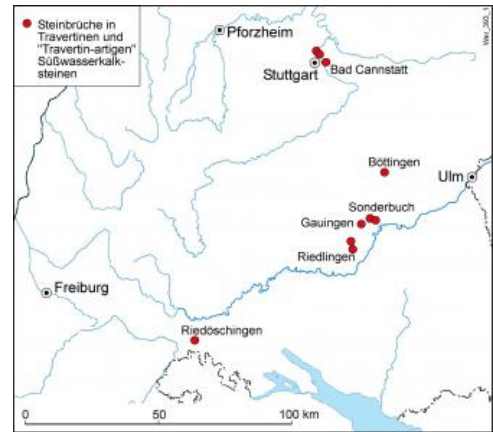 Steinbrüche in
Travertinen und
"Travertin-artigen"
Süßwasserkalk-
steinen
Pforzheim
Stuttgart
Bad Cannstatt
Böttingen
Ulm
Sonderbuch
Gauingen
Riedlingen
Freiburg
Riedöschingen
0 50 100 km